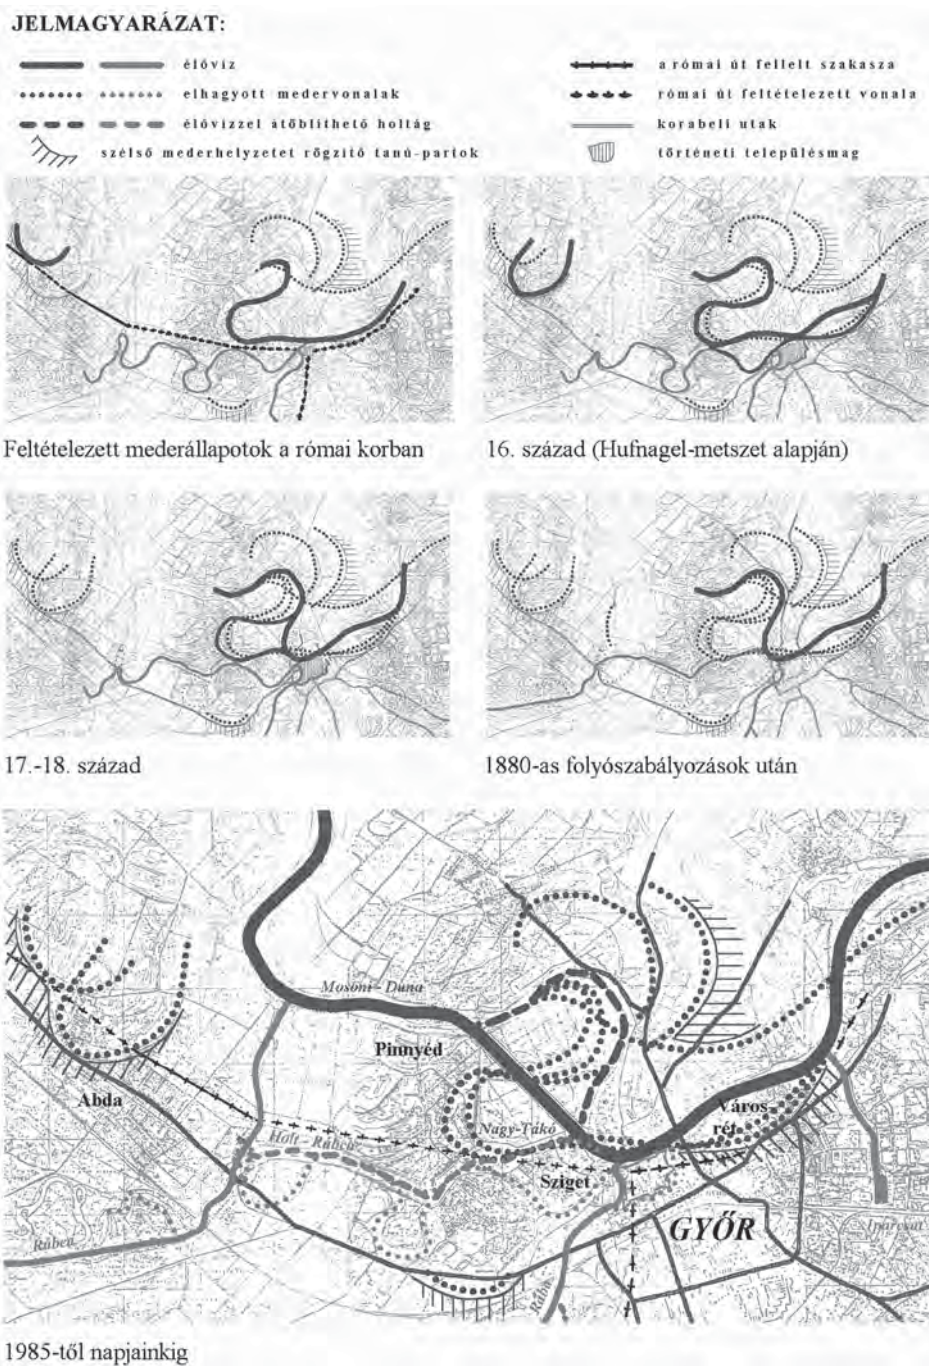 JELMAGYARÁZAT:
élővíz
elhagyott medervonalak
élővízzel átöblíthető holtág
szélső mederhelyzetet rögzítő tanú-partok
a római út fellelt szakasza
római út feltételezett vonala
korabeli utak
történeti településmag
Feltételezett mederállapotok a római korban
16. század (Hufnagel-metszet alapján)
17.-18. század
1880-as folyószabályozások után
Mosoni-Duna
Pinnyéd
Abda
Nagy-Tákó
Város-
rét
Holt-Rábca
Sziget
GYŐR
Rábca
Rába
Iparcsat
1985-től napjainkig